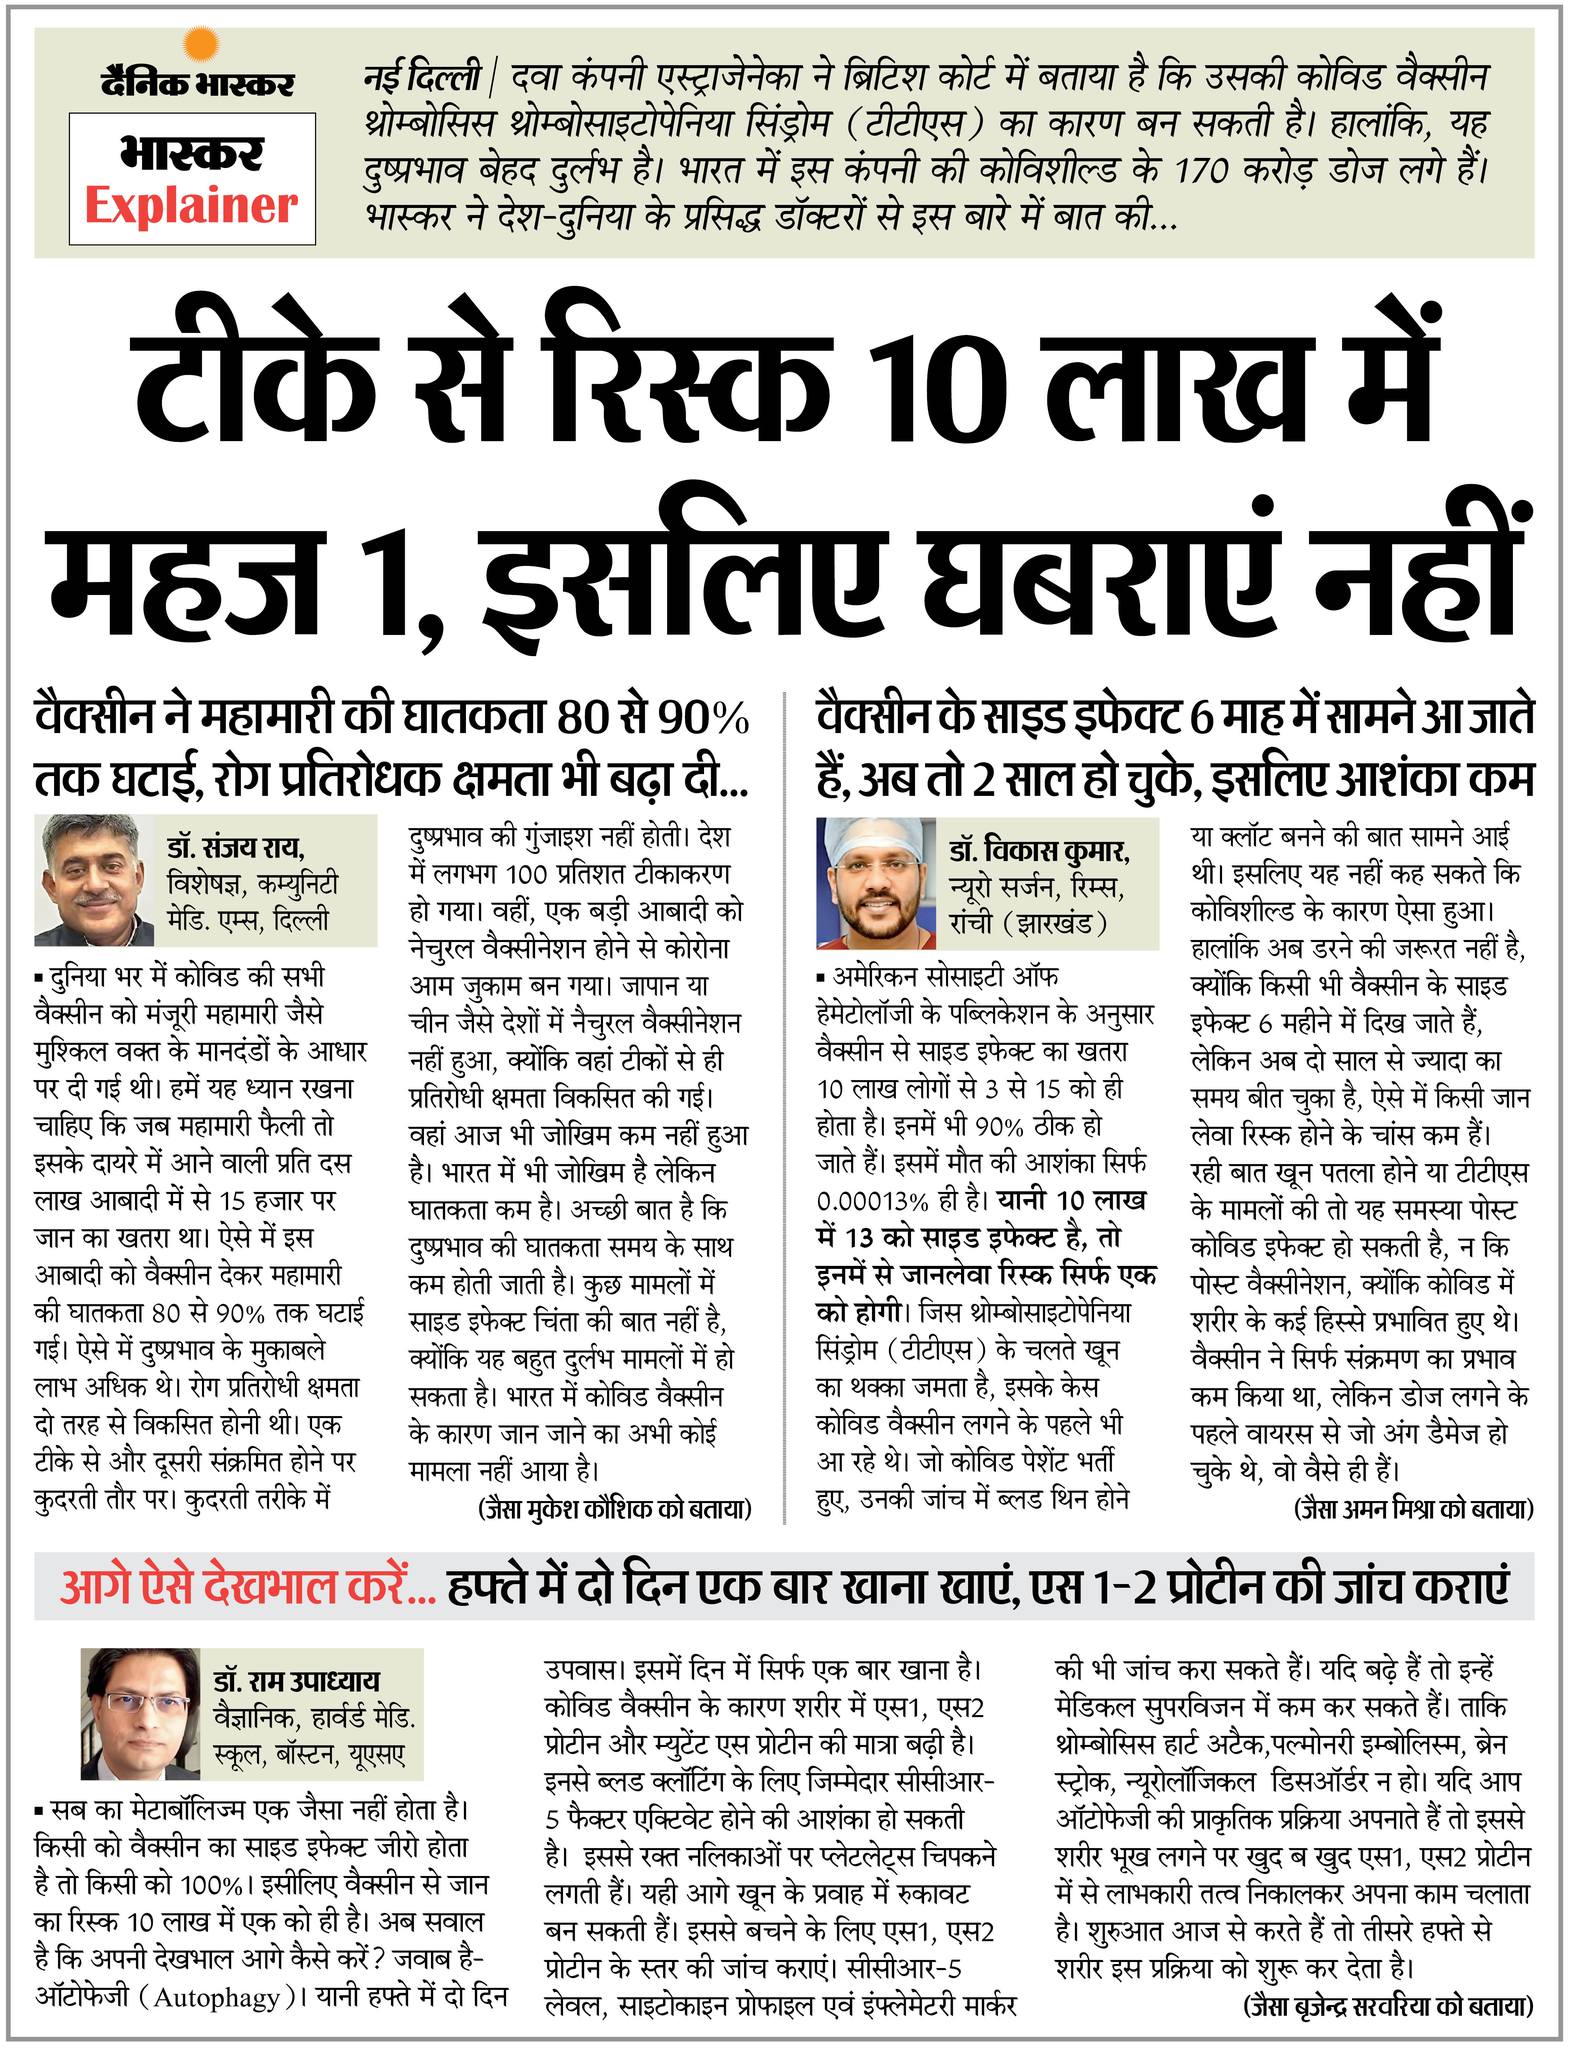 दैनिक भास्कर
भास्कर
Explainer
नई दिल्ली | दवा कंपनी एस्ट्राजेनेका ने ब्रिटिश कोर्ट में बताया है कि उसकी कोविड वैक्सीन
थ्रोम्बोसिस थ्रोम्बोसाइटोपेनिया सिंड्रोम (टीटीएस) का कारण बन सकती है। हालांकि, यह
दुष्प्रभाव बेहद दुर्लभ है। भारत में इस कंपनी की कोविशील्ड के 170 करोड़ डोज लगे हैं।
भास्कर ने देश-दुनिया के प्रसिद्ध डॉक्टरों से इस बारे में बात की...
टीके से रिस्क 10 लाख में
महज 1, इसलिए घबराएं नहीं
वैक्सीन ने महामारी की घातकता 80 से 90%
तक घटाई, रोग प्रतिरोधक क्षमता भी बढ़ा दी...
डॉ. संजय राय,
विशेषज्ञ, कम्युनिटी
मेडि. एम्स, दिल्ली
▪ दुनिया भर में कोविड की सभी
वैक्सीन को मंजूरी महामारी जैसे
मुश्किल वक्त के मानदंडों के आधार
पर दी गई थी। हमें यह ध्यान रखना
चाहिए कि जब महामारी फैली तो
इसके दायरे में आने वाली प्रति दस
लाख आबादी में से 15 हजार पर
जान का खतरा था। ऐसे में इस
आबादी को वैक्सीन देकर महामारी
की घातकता 80 से 90% तक घटाई
गई। ऐसे में दुष्प्रभाव के मुकाबले
लाभ अधिक थे। रोग प्रतिरोधी क्षमता
दो तरह से विकसित होनी थी। एक
टीके से और दूसरी संक्रमित होने पर
कुदरती तौर पर। कुदरती तरीके में
दुष्प्रभाव की गुंजाइश नहीं होती। देश
में लगभग 100 प्रतिशत टीकाकरण
हो गया। वहीं, एक बड़ी आबादी को
नेचुरल वैक्सीनेशन होने से कोरोना
आम जुकाम बन गया। जापान या
चीन जैसे देशों में नैचुरल वैक्सीनेशन
नहीं हुआ, क्योंकि वहां टीकों से ही
प्रतिरोधी क्षमता विकसित की गई।
वहां आज भी जोखिम कम नहीं हुआ
है। भारत में भी जोखिम है लेकिन
घातकता कम है। अच्छी बात है कि
दुष्प्रभाव की घातकता समय के साथ
कम होती जाती है। कुछ मामलों में
साइड इफेक्ट चिंता की बात नहीं है,
क्योंकि यह बहुत दुर्लभ मामलों में हो
सकता है। भारत में कोविड वैक्सीन
के कारण जान जाने का अभी कोई
मामला नहीं आया है।
(जैसा मुकेश कौशिक को बताया)
वैक्सीन के साइड इफेक्ट 6 माह में सामने आ जाते
हैं, अब तो 2 साल हो चुके, इसलिए आशंका कम
डॉ. विकास कुमार,
न्यूरो सर्जन, रिम्स,
रांची (झारखंड)
▪ अमेरिकन सोसाइटी ऑफ
हेमेटोलॉजी के पब्लिकेशन के अनुसार
वैक्सीन से साइड इफेक्ट का खतरा
10 लाख लोगों से 3 से 15 को ही
होता है। इनमें भी 90% ठीक हो
जाते हैं। इसमें मौत की आशंका सिर्फ
0.00013% ही है। यानी 10 लाख
में 13 को साइड इफेक्ट है, तो
इनमें से जानलेवा रिस्क सिर्फ एक
को होगी। जिस थ्रोम्बोसाइटोपेनिया
सिंड्रोम (टीटीएस) के चलते खून
का थक्का जमता है, इसके केस
कोविड वैक्सीन लगने के पहले भी
आ रहे थे। जो कोविड पेशेंट भर्ती
हुए, उनकी जांच में ब्लड थिन होने
या क्लॉट बनने की बात सामने आई
थी। इसलिए यह नहीं कह सकते कि
कोविशील्ड के कारण ऐसा हुआ।
हालांकि अब डरने की जरूरत नहीं है,
क्योंकि किसी भी वैक्सीन के साइड
इफेक्ट 6 महीने में दिख जाते हैं,
लेकिन अब दो साल से ज्यादा का
समय बीत चुका है, ऐसे में किसी जान
लेवा रिस्क होने के चांस कम हैं।
रही बात खून पतला होने या टीटीएस
के मामलों की तो यह समस्या पोस्ट
कोविड इफेक्ट हो सकती है, न कि
पोस्ट वैक्सीनेशन, क्योंकि कोविड में
शरीर के कई हिस्से प्रभावित हुए थे।
वैक्सीन ने सिर्फ संक्रमण का प्रभाव
कम किया था, लेकिन डोज लगने के
पहले वायरस से जो अंग डैमेज हो
चुके थे, वो वैसे ही हैं।
(जैसा अमन मिश्रा को बताया)
आगे ऐसे देखभाल करें... हफ्ते में दो दिन एक बार खाना खाएं, एस 1-2 प्रोटीन की जांच कराएं
डॉ. राम उपाध्याय
वैज्ञानिक, हार्वर्ड मेडि.
स्कूल, बॉस्टन, यूएसए
▪ सब का मेटाबॉलिज्म एक जैसा नहीं होता है।
किसी को वैक्सीन का साइड इफेक्ट जीरो होता
है तो किसी को 100%। इसीलिए वैक्सीन से जान
का रिस्क 10 लाख में एक को ही है। अब सवाल
है कि अपनी देखभाल आगे कैसे करें? जवाब है-
ऑटोफेजी (Autophagy)। यानी हफ्ते में दो दिन
उपवास। इसमें दिन में सिर्फ एक बार खाना है।
कोविड वैक्सीन के कारण शरीर में एस1, एस2
प्रोटीन और म्युटेंट एस प्रोटीन की मात्रा बढ़ी है।
इनसे ब्लड क्लॉटिंग के लिए जिम्मेदार सीसीआर-
5 फैक्टर एक्टिवेट होने की आशंका हो सकती
है। इससे रक्त नलिकाओं पर प्लेटलेट्स चिपकने
लगती हैं। यही आगे खून के प्रवाह में रुकावट
बन सकती हैं। इससे बचने के लिए एस1, एस2
प्रोटीन के स्तर की जांच कराएं। सीसीआर-5
लेवल, साइटोकाइन प्रोफाइल एवं इंफ्लेमेटरी मार्कर
की भी जांच करा सकते हैं। यदि बढ़े हैं तो इन्हें
मेडिकल सुपरविजन में कम कर सकते हैं। ताकि
थ्रोम्बोसिस हार्ट अटैक,पल्मोनरी इम्बोलिस्म, ब्रेन
स्ट्रोक, न्यूरोलॉजिकल डिसऑर्डर न हो। यदि आप
ऑटोफेजी की प्राकृतिक प्रक्रिया अपनाते हैं तो इससे
शरीर भूख लगने पर खुद ब खुद एस1, एस2 प्रोटीन
में से लाभकारी तत्व निकालकर अपना काम चलाता
है। शुरुआत आज से करते हैं तो तीसरे हफ्ते से
शरीर इस प्रक्रिया को शुरू कर देता है।
(जैसा बृजेन्द्र सरवरिया को बताया)